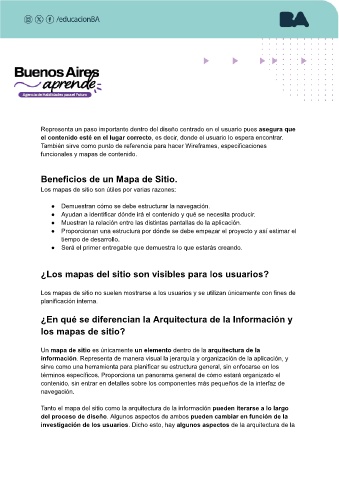 /educacionBA
BA
Buenos Aires
aprende
Agencia de Habilidades para el Futuro
Representa un paso importante dentro del diseño centrado en el usuario pues asegura que
el contenido esté en el lugar correcto, es decir, donde el usuario lo espera encontrar.
También sirve como punto de referencia para hacer Wireframes, especificaciones
funcionales y mapas de contenido.
Beneficios de un Mapa de Sitio.
Los mapas de sitio son útiles por varias razones:
● Demuestran cómo se debe estructurar la navegación.
● Ayudan a identificar dónde irá el contenido y qué se necesita producir.
● Muestran la relación entre las distintas pantallas de la aplicación.
● Proporcionan una estructura por dónde se debe empezar el proyecto y así estimar el
tiempo de desarrollo.
● Será el primer entregable que demuestra lo que estarás creando.
¿Los mapas del sitio son visibles para los usuarios?
Los mapas de sitio no suelen mostrarse a los usuarios y se utilizan únicamente con fines de
planificación interna.
¿En qué se diferencian la Arquitectura de la Información y
los mapas de sitio?
Un mapa de sitio es únicamente un elemento dentro de la arquitectura de la
información. Representa de manera visual la jerarquía y organización de la aplicación, y
sirve como una herramienta para planificar su estructura general, sin enfocarse en los
términos específicos. Proporciona un panorama general de cómo estará organizado el
contenido, sin entrar en detalles sobre los componentes más pequeños de la interfaz de
navegación.
Tanto el mapa del sitio como la arquitectura de la información pueden iterarse a lo largo
del proceso de diseño. Algunos aspectos de ambos pueden cambiar en función de la
investigación de los usuarios. Dicho esto, hay algunos aspectos de la arquitectura de la